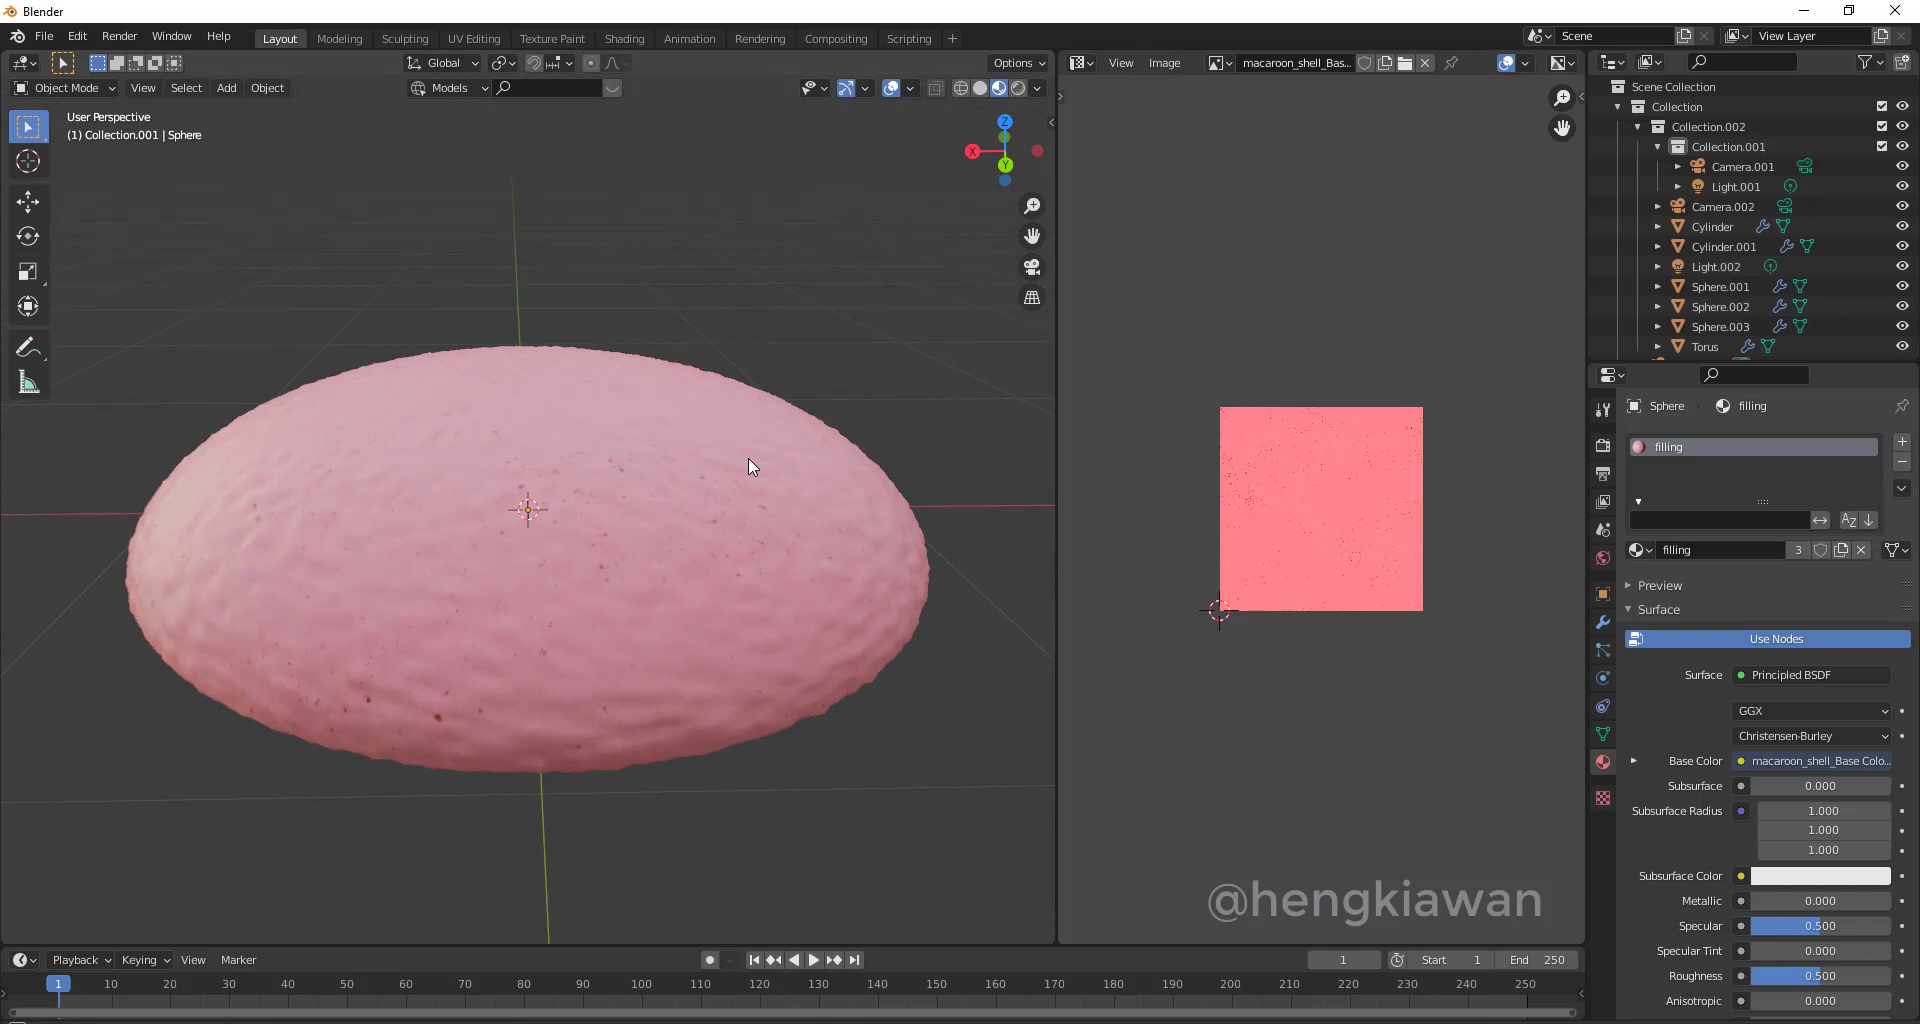 Blender
File Edit Render Window Help Layout Modeling Sculpting UV Editing Texture Paint Shading Animation Rendering Compositing Scripting Scene View Layer
Global Options View Image macaroon_shell_Bas...
Object Mode View Select Add Object Models
User Perspective
(1) Collection.001 | Sphere
Z
X
Y
Scene Collection
Collection
Collection.002
Collection.001
Camera.001
Light.001
Camera.002
Cylinder
Cylinder.001
Light.002
Sphere.001
Sphere.002
Sphere.003
Torus
Sphere filling
filling
filling 3
Preview
Surface
Use Nodes
Surface Principled BSDF
GGX
Christensen-Burley
Base Color macaroon_shell_Base Colo...
Subsurface 0.000
Subsurface Radius 1.000
1.000
1.000
Subsurface Color
Metallic 0.000
Specular 0.500
Specular Tint 0.000
Roughness 0.500
Anisotropic 0.000
@hengkiawan
Playback Keying View Marker 1 Start 1 End 250
1 10 20 30 40 50 60 70 80 90 100 110 120 130 140 150 160 170 180 190 200 210 220 230 240 250